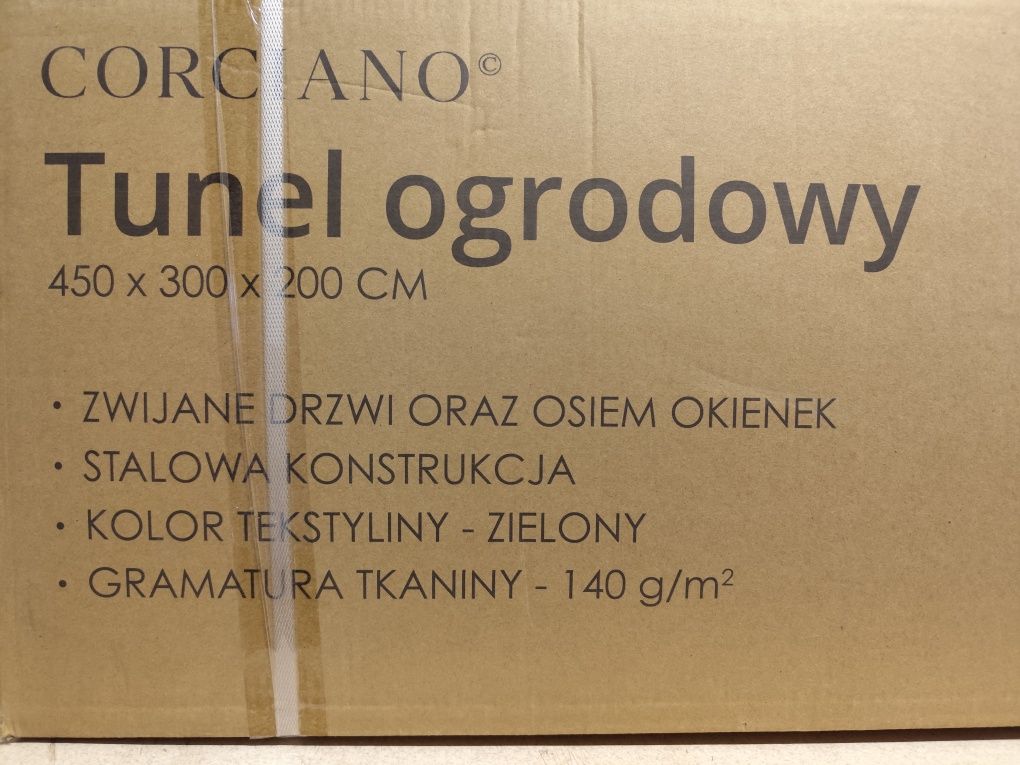 CORCIANO©
Tunel ogrodowy
450 x 300 x 200 CM
• ZWIJANE DRZWI ORAZ OSIEM OKIENEK
• STALOWA KONSTRUKCJA
• KOLOR TEKSTYLINY - ZIELONY
• GRAMATURA TKANINY - 140 g/m²